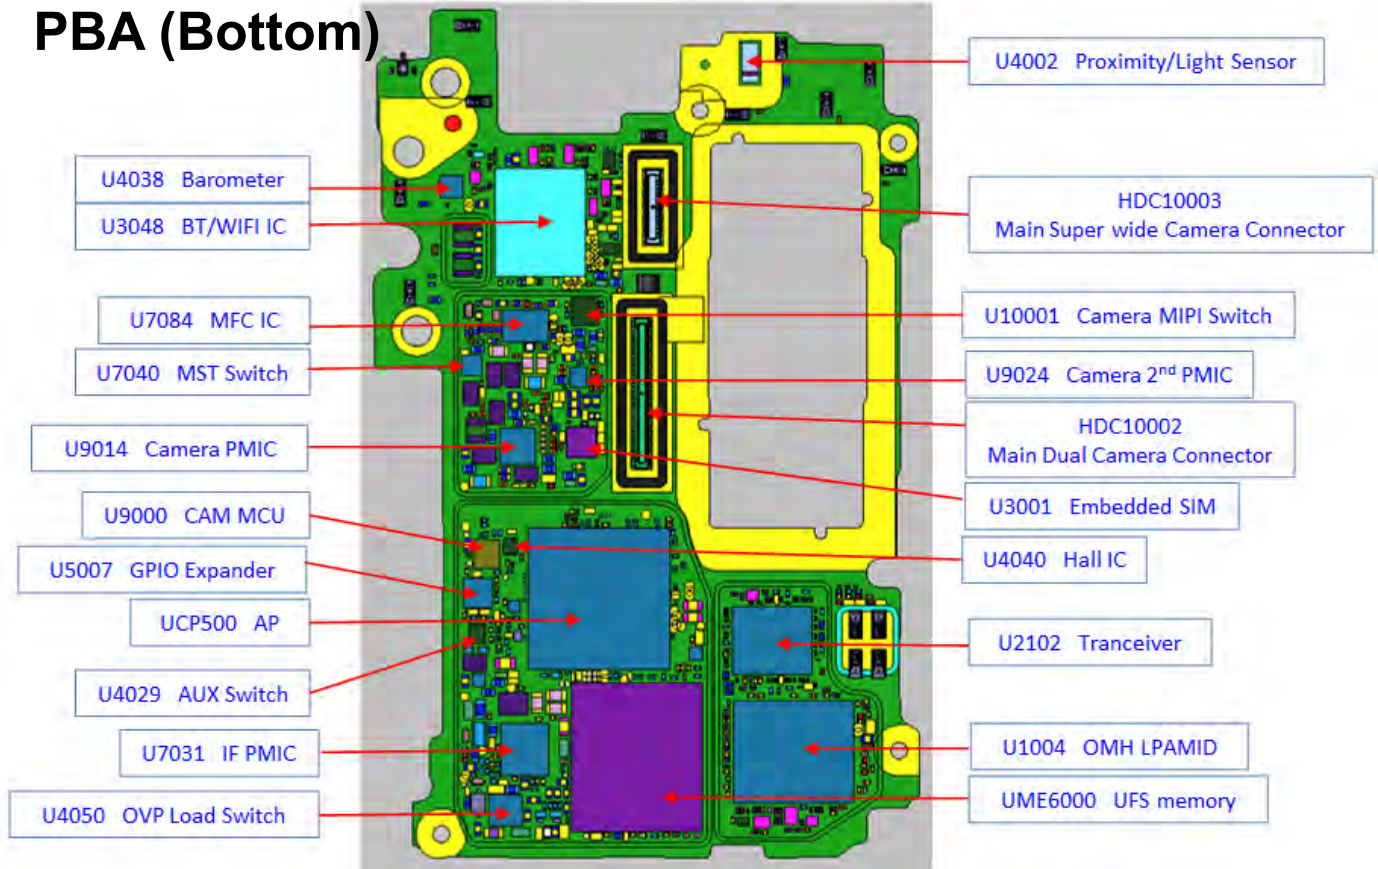 PBA (Bottom)
U4002 Proximity/Light Sensor
U4038 Barometer
U3048 BT/WIFI IC
HDC10003
Main Super wide Camera Connector
U7084 MFC IC
U10001 Camera MIPI Switch
U7040 MST Switch
U9024 Camera 2nd PMIC
HDC10002
Main Dual Camera Connector
U9014 Camera PMIC
U3001 Embedded SIM
U9000 CAM MCU
U4040 Hall IC
U5007 GPIO Expander
UCP500 AP
U2102 Tranceiver
U4029 AUX Switch
U7031 IF PMIC
U1004 OMH LPAMID
UME6000 UFS memory
U4050 OVP Load Switch